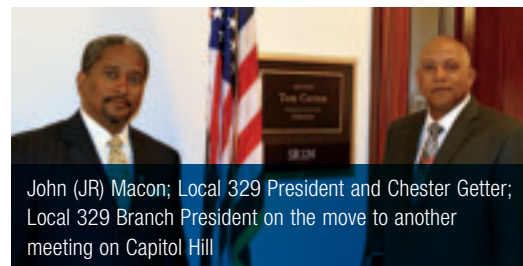 John (JR) Macon; Local 329 President and Chester Getter;
Local 329 Branch President on the move to another
meeting on Capitol Hill